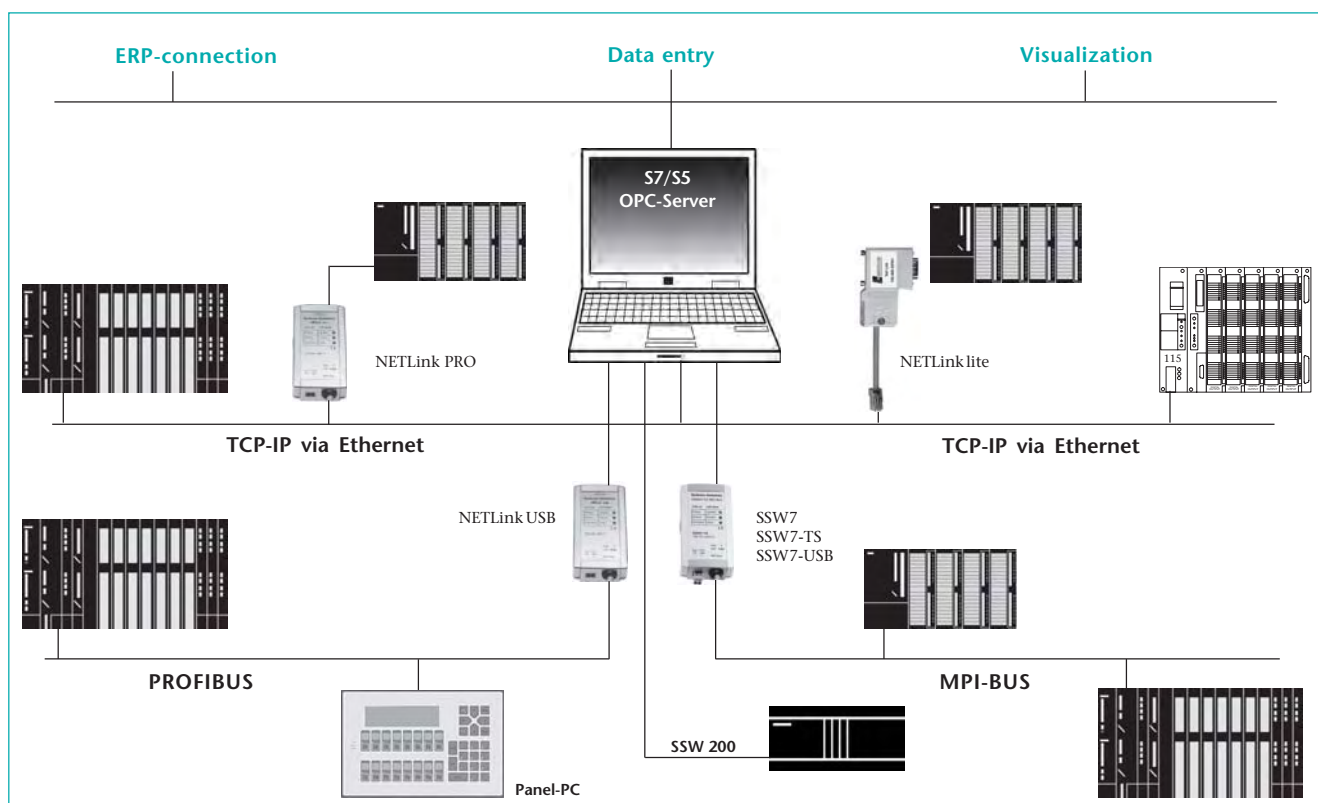 ERP-connection
Data entry
Visualization
S7/S5
OPC-Server
NETLink PRO
NETLink lite
115
TCP-IP via Ethernet
TCP-IP via Ethernet
NETLink USB
SSW7
SSW7-TS
SSW7-USB
PROFIBUS
MPI-BUS
SSW 200
Panel-PC